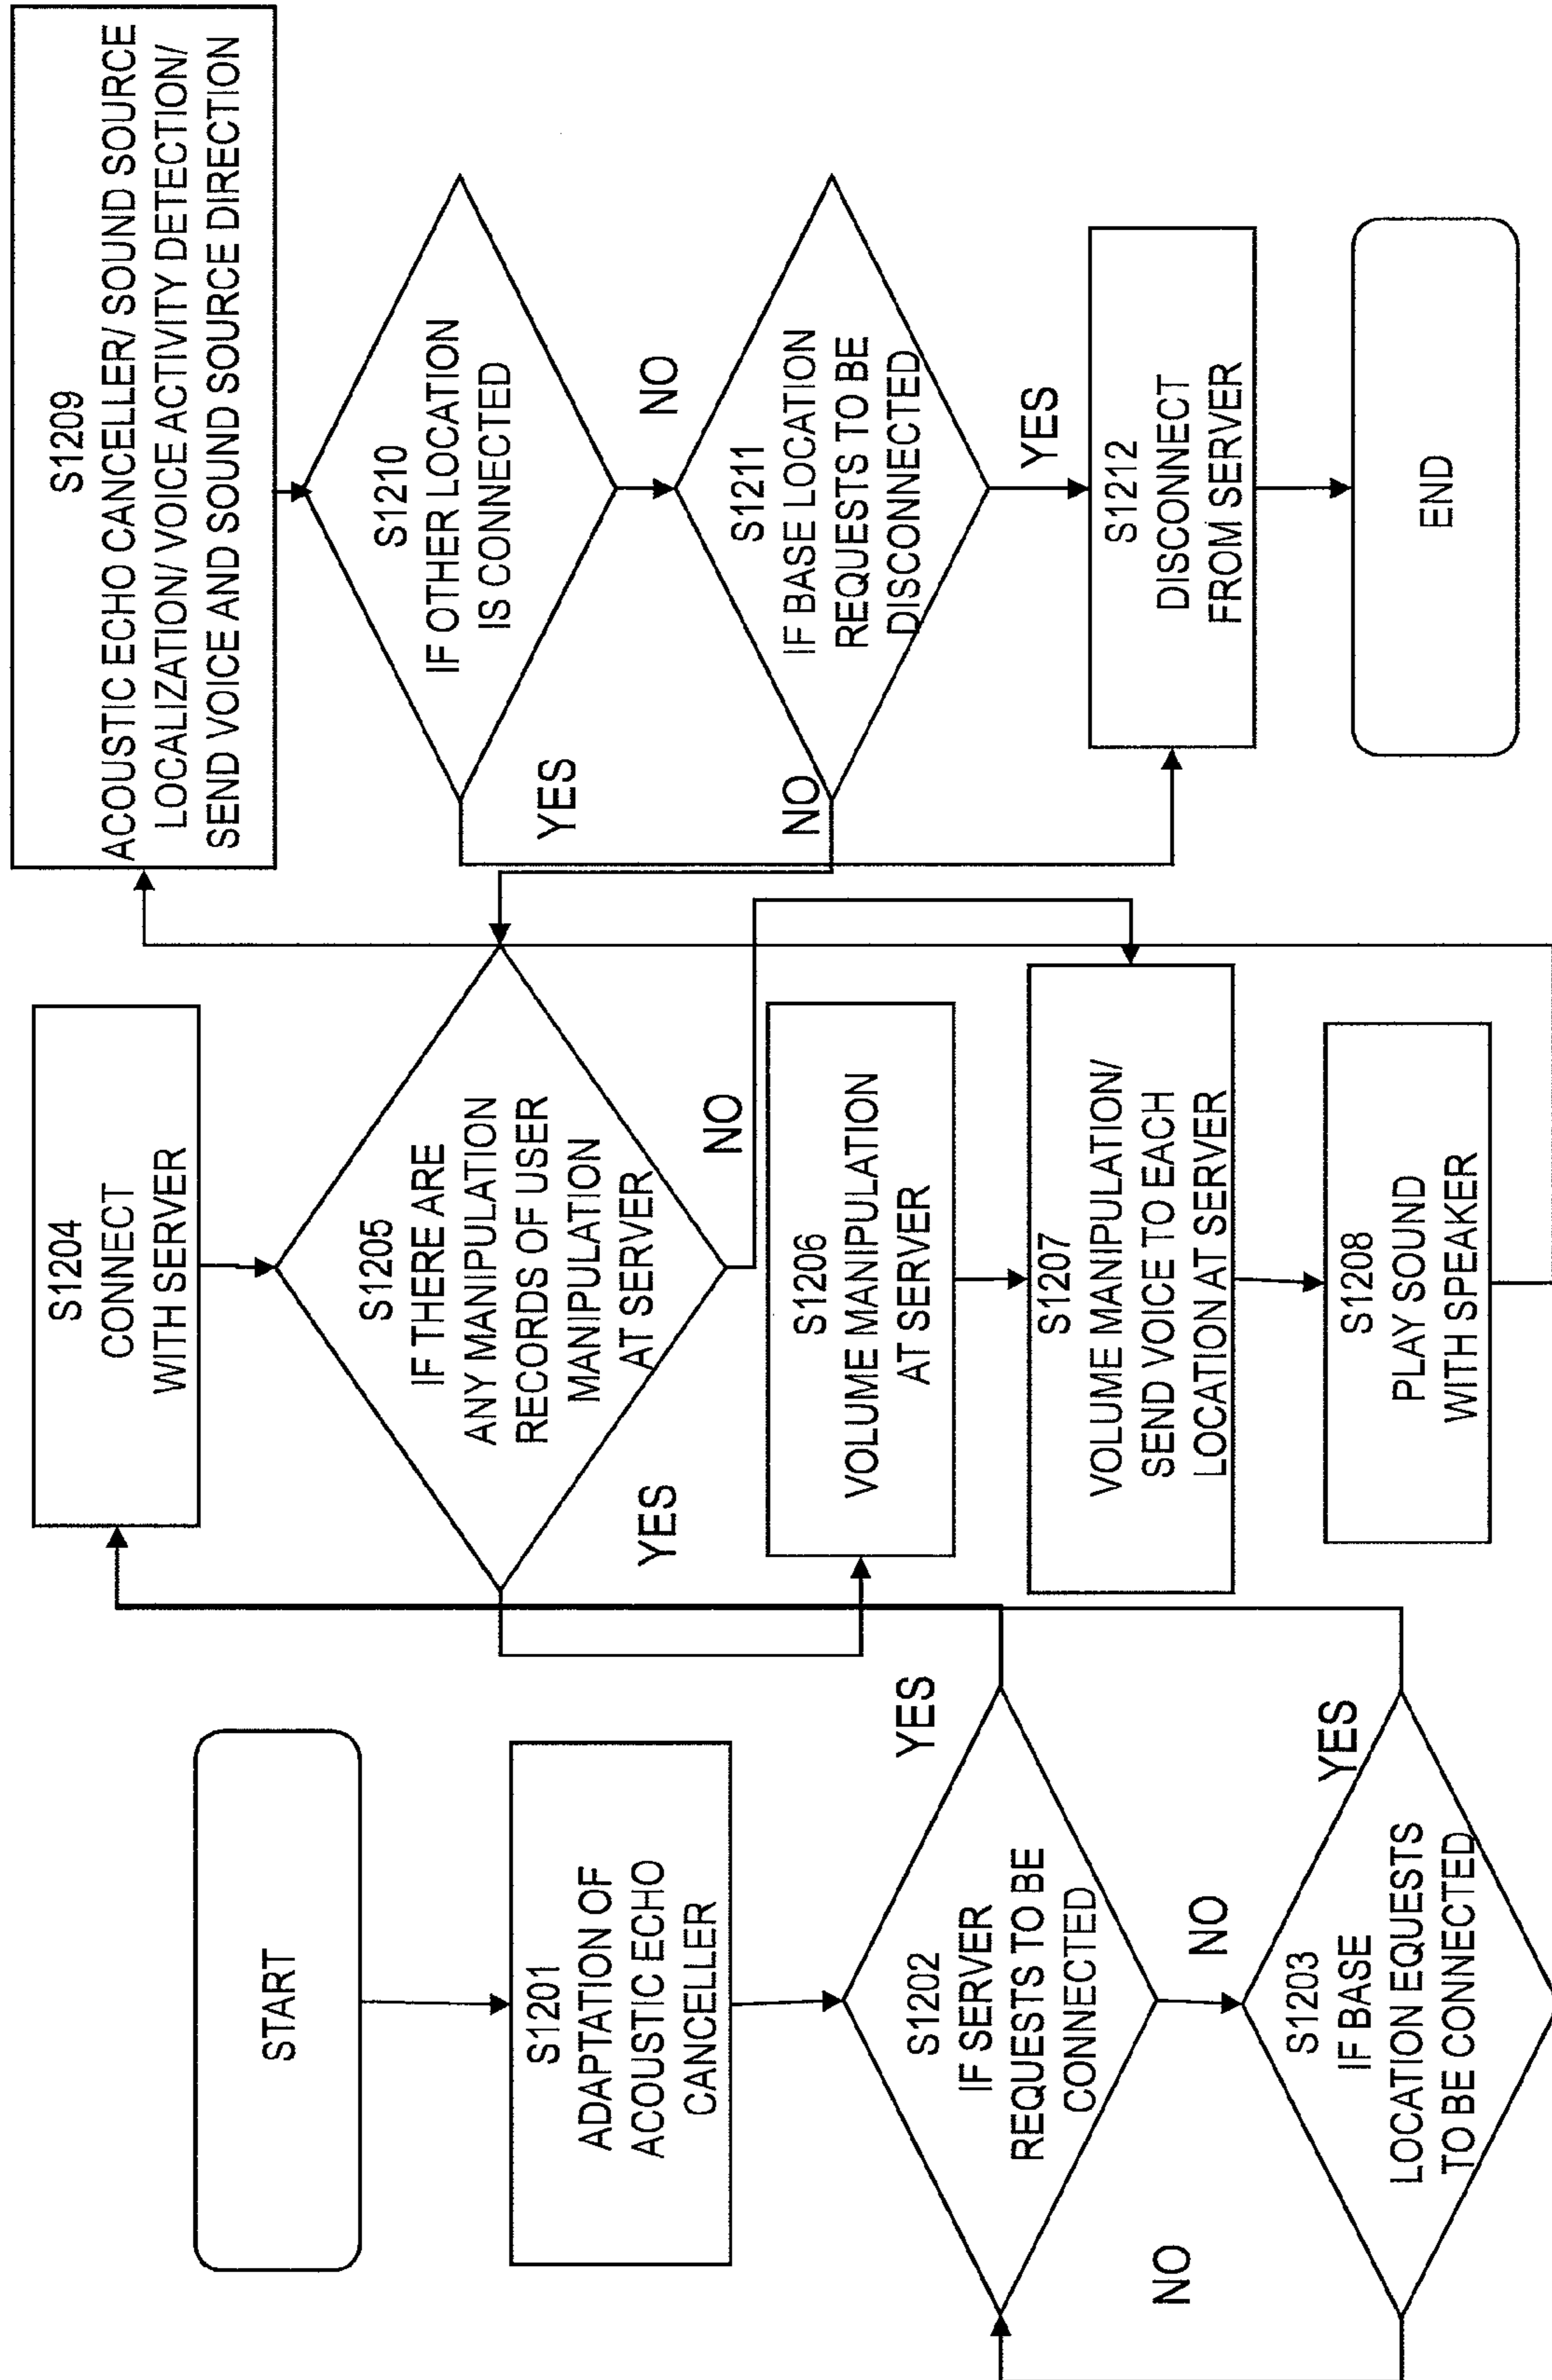 START
S1201
ADAPTATION OF
ACOUSTIC ECHO
CANCELLER
S1202
IF SERVER
REQUESTS TO BE
CONNECTED
YES
NO
S1203
IF BASE
LOCATION EQUESTS
TO BE CONNECTED
YES
NO
S1204
CONNECT
WITH SERVER
S1205
IF THERE ARE
ANY MANIPULATION
RECORDS OF USER
MANIPULATION
AT SERVER
YES
NO
S1206
VOLUME MANIPULATION
AT SERVER
S1207
VOLUME MANIPULATION/
SEND VOICE TO EACH
LOCATION AT SERVER
S1208
PLAY SOUND
WITH SPEAKER
S1209
ACOUSTIC ECHO CANCELLER/ SOUND SOURCE
LOCALIZATION/ VOICE ACTIVITY DETECTION/
SEND VOICE AND SOUND SOURCE DIRECTION
S1210
IF OTHER LOCATION
IS CONNECTED
YES
NO
S1211
IF BASE LOCATION
REQUESTS TO BE
DISCONNECTED
NO
YES
S1212
DISCONNECT
FROM SERVER
END